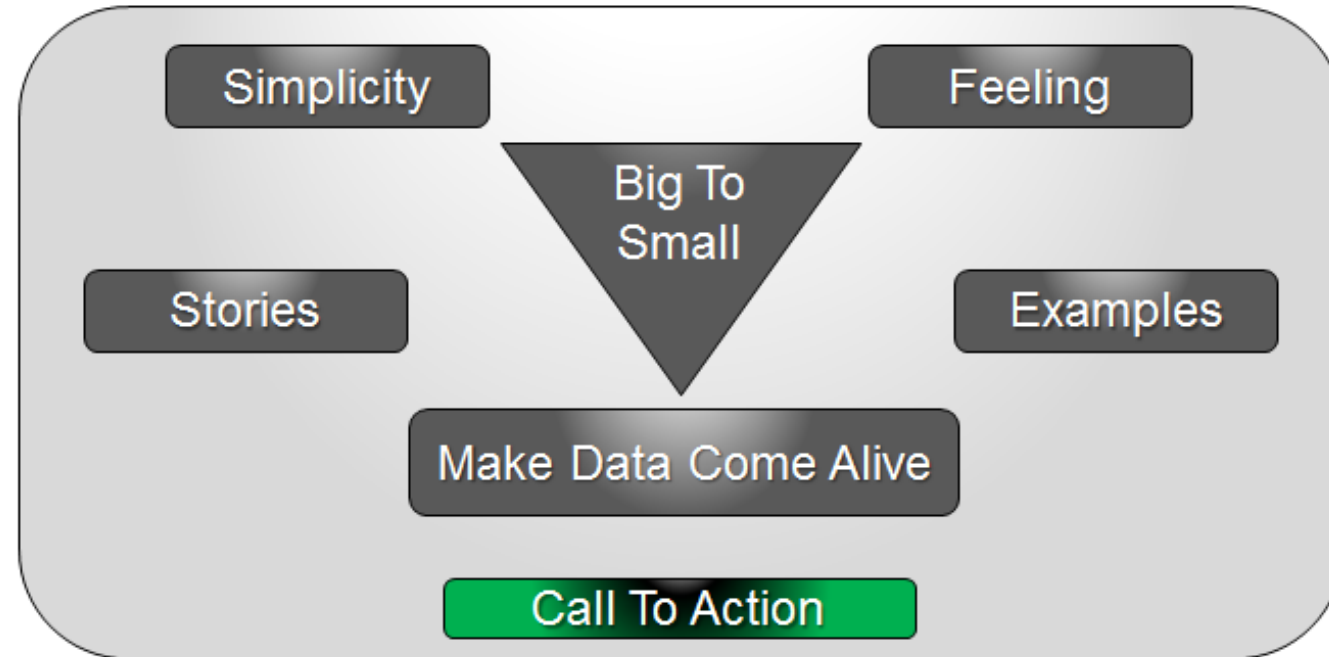 Simplicity
Feeling
Big To
Small
Stories
Examples
Make Data Come Alive
Call To Action